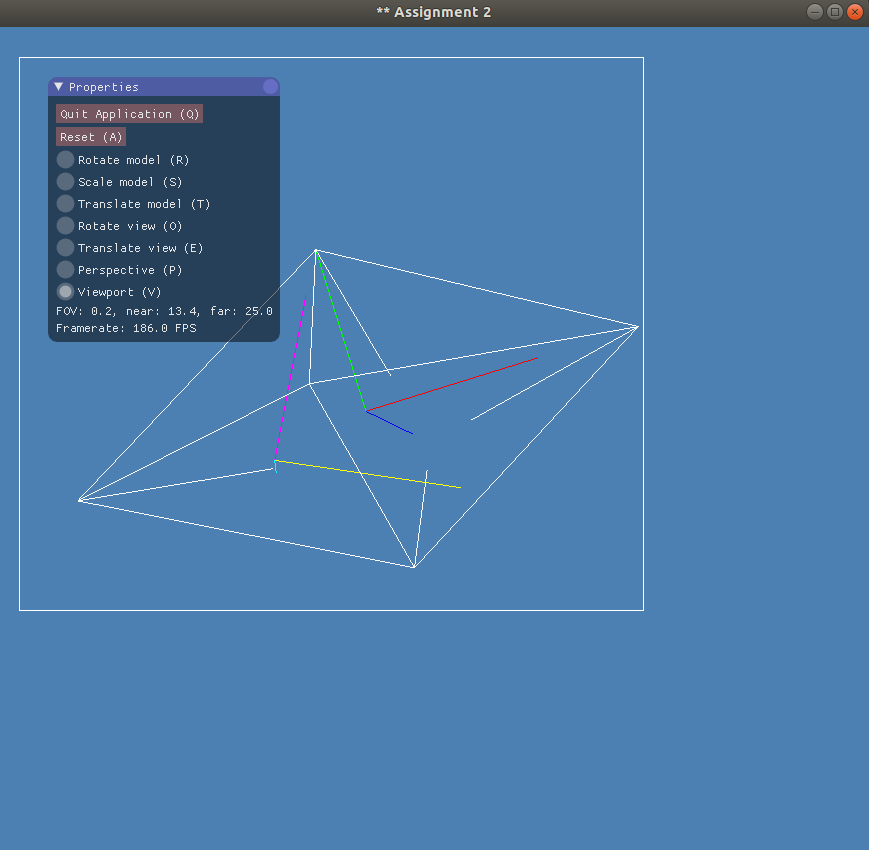 ** Assignment 2
Properties
Quit Application (Q)
Reset (A)
Rotate model (R)
Scale model (S)
Translate model (T)
Rotate view (O)
Translate view (E)
Perspective (P)
Viewport (V)
FOV: 0.2, near: 13.4, far: 25.0
Framerate: 186.0 FPS